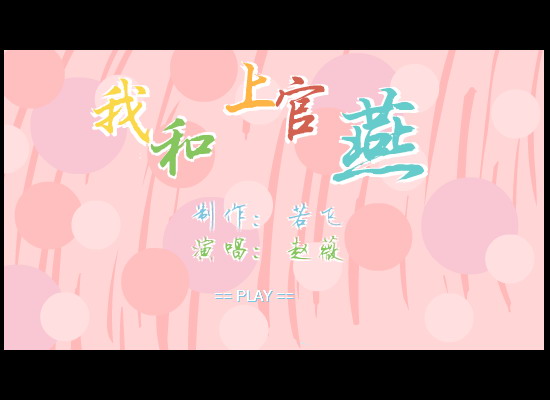 我和上官燕
制作：若飞
演唱：赵薇
== PLAY ==